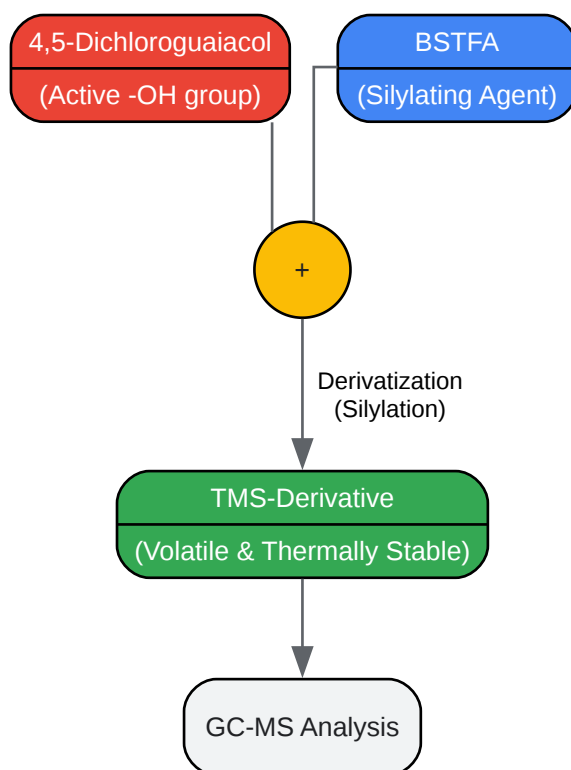 4,5-Dichloroguaiacol
(Active -OH group)
BSTFA
(Silylating Agent)
+
Derivatization
(Silylation)
TMS-Derivative
(Volatile & Thermally Stable)
GC-MS Analysis